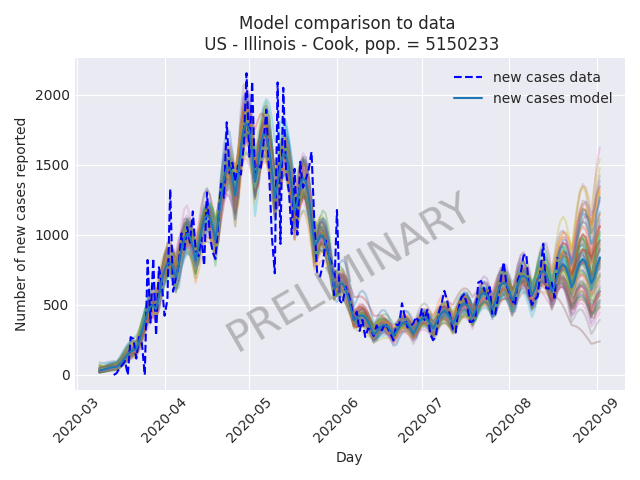 Model comparison to data
US - Illinois - Cook, pop. = 5150233
new cases data
new cases model
Number of new cases reported
2000
1500
1000
500
0
PRELIMINARY
2020-03
2020-04
2020-05
2020-06
2020-07
2020-08
2020-09
Day